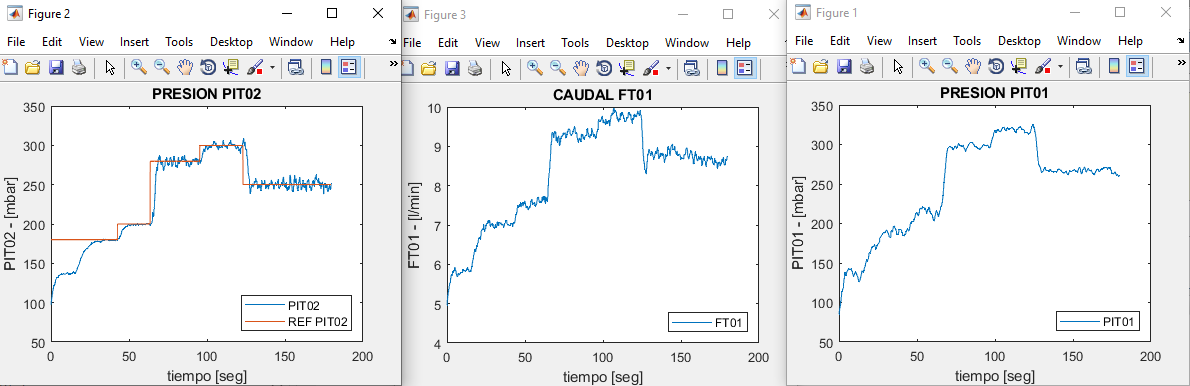 Figure 2
File Edit View Insert Tools Desktop Window Help
PRESION PIT02
350
300
250
200
150
100
50
PIT02 - [mbar]
0 50 100 150 200
tiempo [seg]
PIT02
REF PIT02
Figure 3
File Edit View Insert Tools Desktop Window Help
CAUDAL FT01
10
9
8
7
6
5
4
FT01 - [l/min]
0 50 100 150 200
tiempo [seg]
FT01
Figure 1
File Edit View Insert Tools Desktop Window Help
PRESION PIT01
350
300
250
200
150
100
50
PIT01 - [mbar]
0 50 100 150 200
tiempo [seg]
PIT01